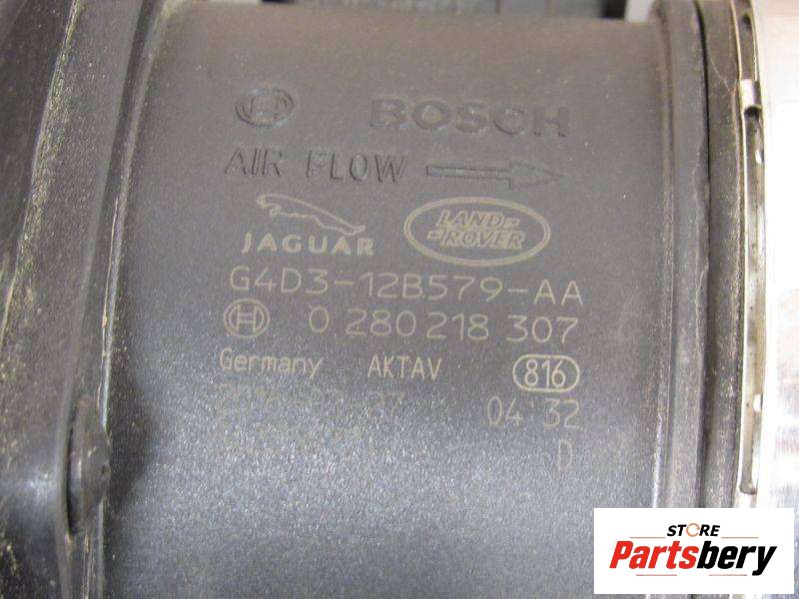 BOSCH
AIR FLOW
JAGUAR
LAND-
-ROVER
G4D3-12B579-AA
0 280 218 307
Germany AKTAV 816
04:32
D
STORE
Partsbery